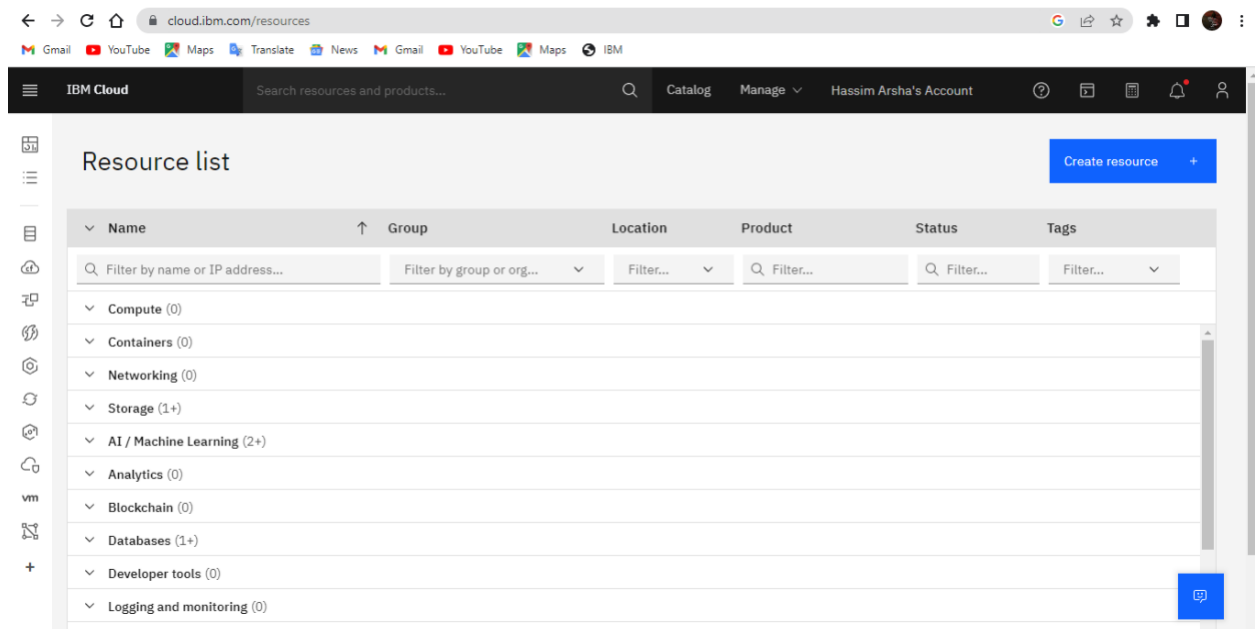 cloud.ibm.com/resources
Gmail YouTube Maps Translate News Gmail YouTube Maps IBM
IBM Cloud Search resources and products... Catalog Manage Hassim Arsha's Account
Resource list
Create resource +
Name Group Location Product Status Tags
Filter by name or IP address... Filter by group or org... Filter... Filter... Filter... Filter...
Compute (0)
Containers (0)
Networking (0)
Storage (1+)
AI / Machine Learning (2+)
Analytics (0)
vm
Blockchain (0)
Databases (1+)
Developer tools (0)
Logging and monitoring (0)